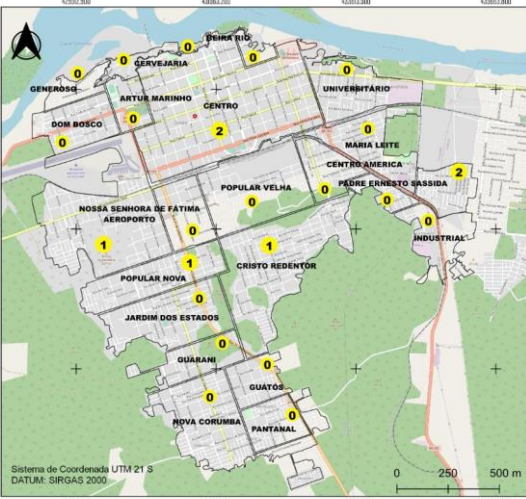 BEIRA RIO
0
0
0
CERVEJARIA
0
0
GENEROSO
UNIVERSITÁRIO
ARTUR MARINHO
CENTRO
0
DOM BOSCO
0
2
0
MARIA LEITE
CENTRO AMERICA
2
POPULAR VELHA
PADRE ERNESTO SASSIDA
0
0
0
NOSSA SENHORA DE FÁTIMA
AEROPORTO
0
0
INDUSTRIAL
1
1
1
CRISTO REDENTOR
POPULAR NOVA
0
JARDIM DOS ESTADOS
0
GUARANI
0
GUATÓS
0
NOVA CORUMBA
0
PANTANAL
Sistema de Coordenada UTM 21 S
DATUM: SIRGAS 2000
0 250 500 m